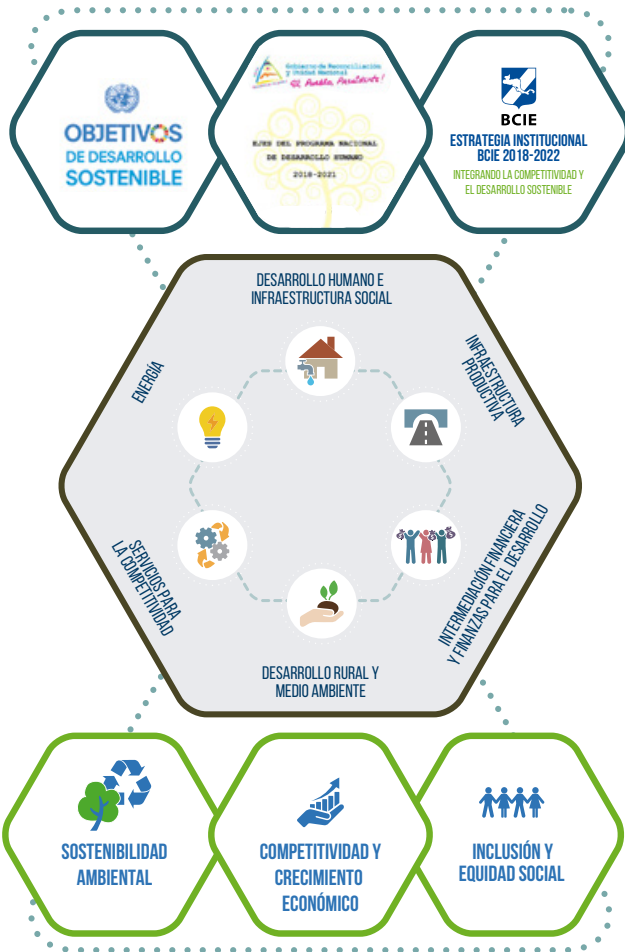 OBJETIVOS
DE DESARROLLO
SOSTENIBLE
Gobierno de Reconciliación
y Unidad Nacional
El Pueblo, Presidente!
EJES DEL PROGRAMA NACIONAL
DE DESARROLLO HUMANO
2018-2021
BCIE
ESTRATEGIA INSTITUCIONAL
BCIE 2018-2022
INTEGRANDO LA COMPETITIVIDAD Y
EL DESARROLLO SOSTENIBLE
DESARROLLO HUMANO E
INFRAESTRUCTURA SOCIAL
ENERGÍA
INFRAESTRUCTURA
PRODUCTIVA
SERVICIOS PARA
LA COMPETITIVIDAD
INTERMEDIACIÓN FINANCIERA
Y FINANZAS PARA EL DESARROLLO
DESARROLLO RURAL Y
MEDIO AMBIENTE
SOSTENIBILIDAD
AMBIENTAL
COMPETITIVIDAD Y
CRECIMIENTO
ECONÓMICO
INCLUSIÓN Y
EQUIDAD SOCIAL